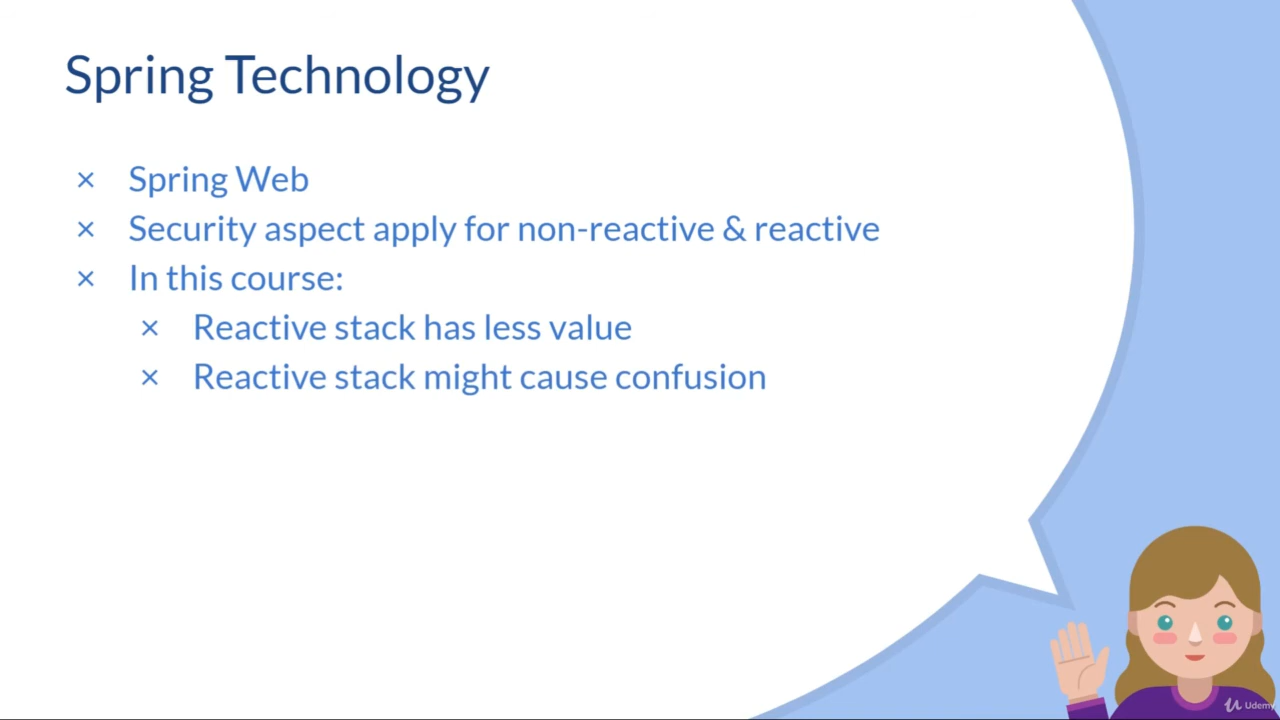 Spring Technology
× Spring Web
× Security aspect apply for non-reactive & reactive
× In this course:
× Reactive stack has less value
× Reactive stack might cause confusion
Udemy